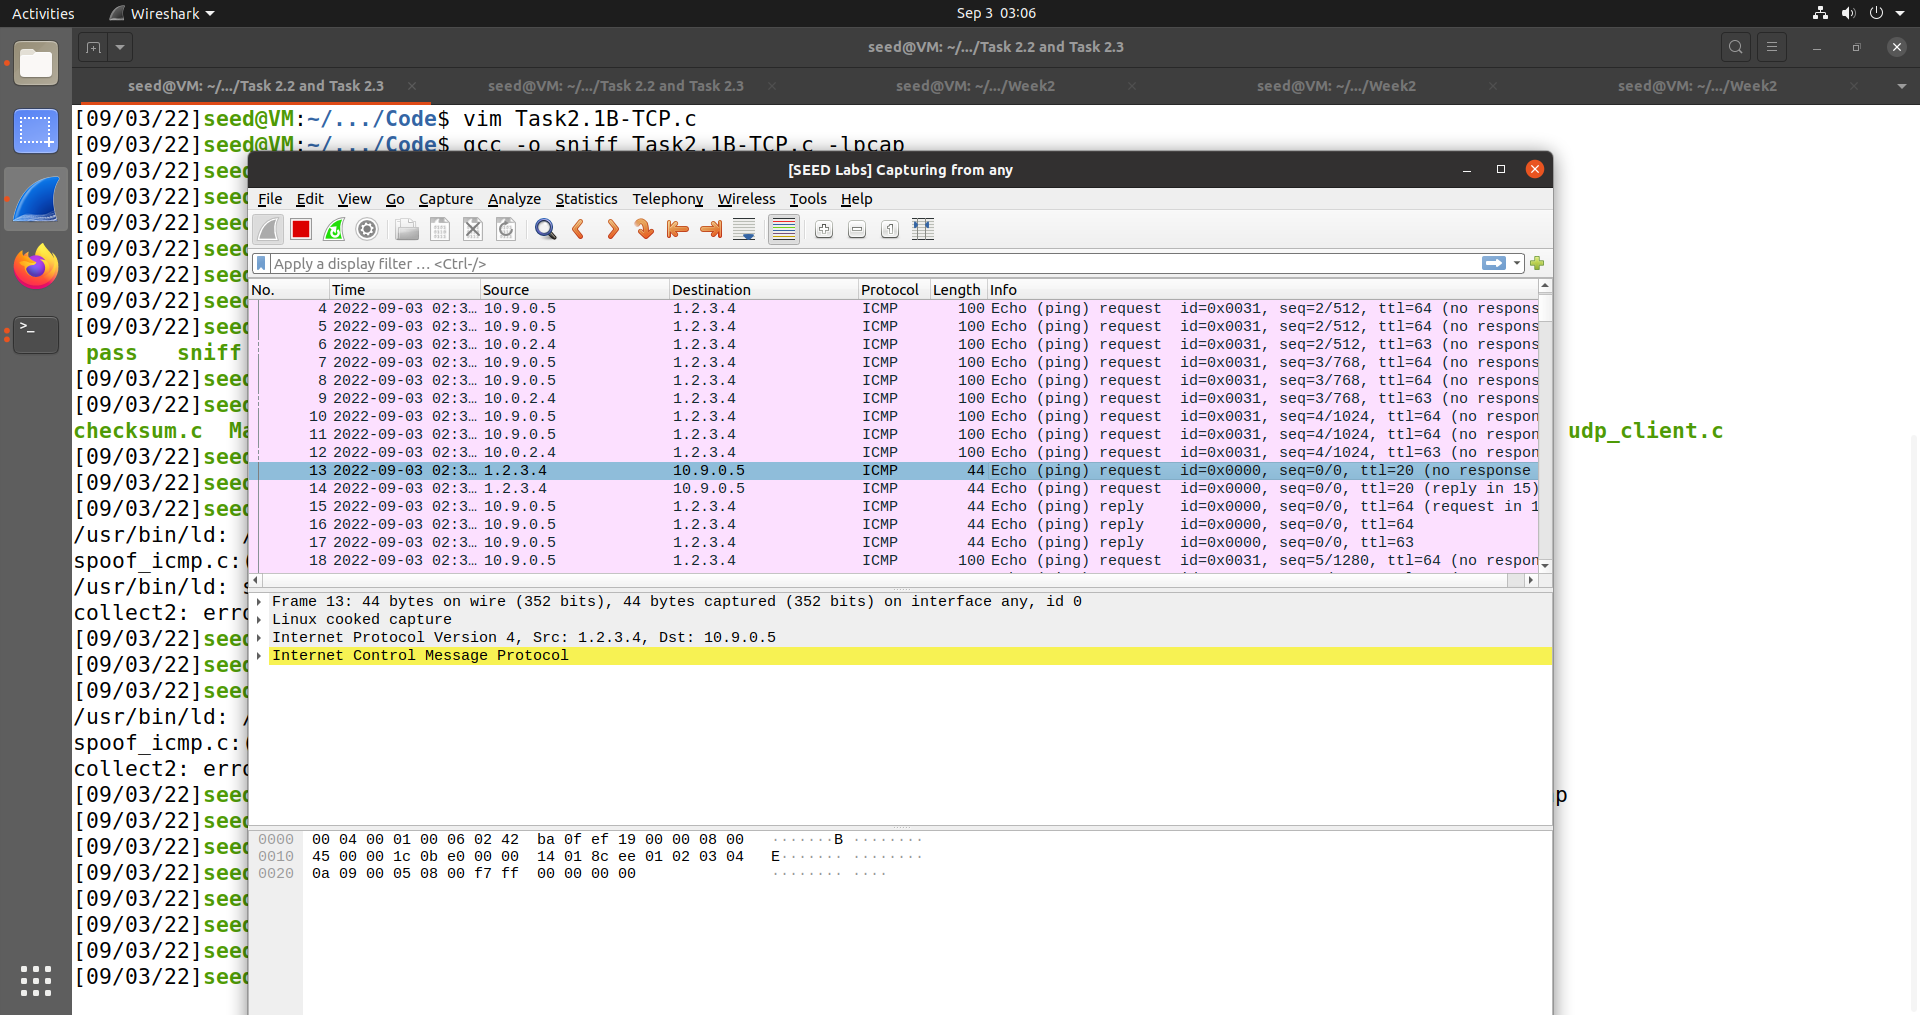 Activities Wireshark Sep 3 03:06
seed@VM: ~/.../Task 2.2 and Task 2.3
seed@VM: ~/.../Task 2.2 and Task 2.3 seed@VM: ~/.../Task 2.2 and Task 2.3 seed@VM: ~/.../Week2 seed@VM: ~/.../Week2 seed@VM: ~/.../Week2
[09/03/22]seed@VM:~/.../Code$ vim Task2.1B-TCP.c
[09/03/22]seed@VM:~/.../Code$ gcc -o sniff Task2.1B-TCP.c -lpcap
[09/03/22]seed
[09/03/22]seed
[09/03/22]seed
[09/03/22]seed
[09/03/22]seed
[09/03/22]seed
[09/03/22]seed
pass sniff
[09/03/22]seed
[09/03/22]seed
checksum.c Ma udp_client.c
[09/03/22]seed
[09/03/22]seed
[09/03/22]seed
/usr/bin/ld: /
spoof_icmp.c:(
/usr/bin/ld: s
collect2: erro
[09/03/22]seed
[09/03/22]seed
[09/03/22]seed
/usr/bin/ld: /
spoof_icmp.c:(
collect2: erro
[09/03/22]seed p
[09/03/22]seed
[09/03/22]seed
[09/03/22]seed
[09/03/22]seed
[09/03/22]seed
[09/03/22]seed
[09/03/22]seed
[SEED Labs] Capturing from any
File Edit View Go Capture Analyze Statistics Telephony Wireless Tools Help
Apply a display filter … <Ctrl-/>
No. Time Source Destination Protocol Length Info
4 2022-09-03 02:3… 10.9.0.5 1.2.3.4 ICMP 100 Echo (ping) request id=0x0031, seq=2/512, ttl=64 (no respons
5 2022-09-03 02:3… 10.9.0.5 1.2.3.4 ICMP 100 Echo (ping) request id=0x0031, seq=2/512, ttl=64 (no respons
6 2022-09-03 02:3… 10.0.2.4 1.2.3.4 ICMP 100 Echo (ping) request id=0x0031, seq=2/512, ttl=63 (no respons
7 2022-09-03 02:3… 10.9.0.5 1.2.3.4 ICMP 100 Echo (ping) request id=0x0031, seq=3/768, ttl=64 (no respons
8 2022-09-03 02:3… 10.9.0.5 1.2.3.4 ICMP 100 Echo (ping) request id=0x0031, seq=3/768, ttl=64 (no respons
9 2022-09-03 02:3… 10.0.2.4 1.2.3.4 ICMP 100 Echo (ping) request id=0x0031, seq=3/768, ttl=63 (no respons
10 2022-09-03 02:3… 10.9.0.5 1.2.3.4 ICMP 100 Echo (ping) request id=0x0031, seq=4/1024, ttl=64 (no respon
11 2022-09-03 02:3… 10.9.0.5 1.2.3.4 ICMP 100 Echo (ping) request id=0x0031, seq=4/1024, ttl=64 (no respon
12 2022-09-03 02:3… 10.0.2.4 1.2.3.4 ICMP 100 Echo (ping) request id=0x0031, seq=4/1024, ttl=63 (no respon
13 2022-09-03 02:3… 1.2.3.4 10.9.0.5 ICMP 44 Echo (ping) request id=0x0000, seq=0/0, ttl=20 (no response
14 2022-09-03 02:3… 1.2.3.4 10.9.0.5 ICMP 44 Echo (ping) request id=0x0000, seq=0/0, ttl=20 (reply in 15)
15 2022-09-03 02:3… 10.9.0.5 1.2.3.4 ICMP 44 Echo (ping) reply id=0x0000, seq=0/0, ttl=64 (request in 1
16 2022-09-03 02:3… 10.9.0.5 1.2.3.4 ICMP 44 Echo (ping) reply id=0x0000, seq=0/0, ttl=64
17 2022-09-03 02:3… 10.9.0.5 1.2.3.4 ICMP 44 Echo (ping) reply id=0x0000, seq=0/0, ttl=63
18 2022-09-03 02:3… 10.9.0.5 1.2.3.4 ICMP 100 Echo (ping) request id=0x0031, seq=5/1280, ttl=64 (no respon
Frame 13: 44 bytes on wire (352 bits), 44 bytes captured (352 bits) on interface any, id 0
Linux cooked capture
Internet Protocol Version 4, Src: 1.2.3.4, Dst: 10.9.0.5
Internet Control Message Protocol
0000 00 04 00 01 00 06 02 42 ba 0f ef 19 00 00 08 00 ·······B ········
0010 45 00 00 1c 0b e0 00 00 14 01 8c ee 01 02 03 04 E······· ········
0020 0a 09 00 05 08 00 f7 ff 00 00 00 00 ········ ····